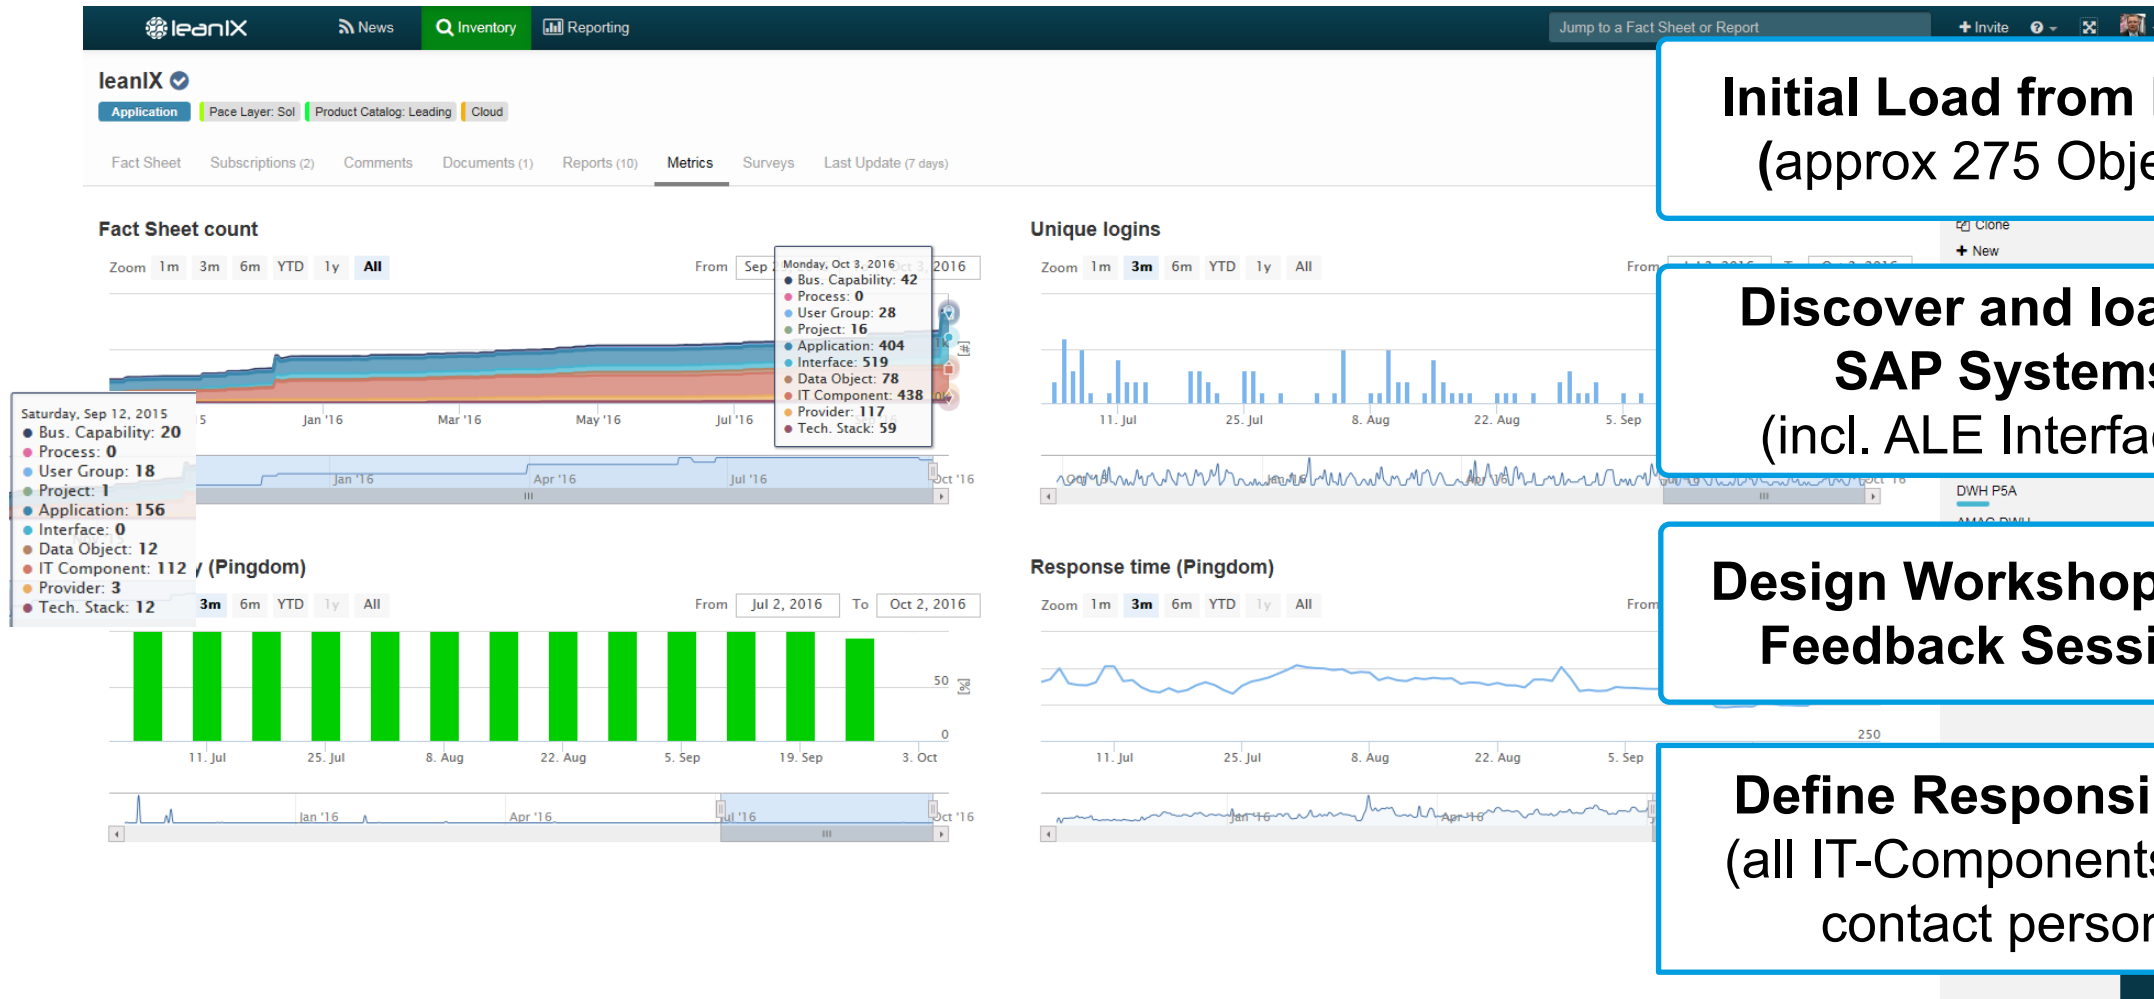 leanIX
News
Inventory
Reporting
Jump to a Fact Sheet or Report
Invite
leanIX
Application
Pace Layer: Sol
Product Catalog: Leading
Cloud
Fact Sheet
Subscriptions (2)
Comments
Documents (1)
Reports (10)
Metrics
Surveys
Last Update (7 days)
Initial Load from
(approx 275 Obje
Clone
New
Discover and loa
SAP Systems
(incl. ALE Interfac
DWH P5A
Design Workshop
Feedback Sessi
Define Responsi
(all IT-Components
contact person
Fact Sheet count
Zoom 1m 3m 6m YTD 1y All
From Sep 2016
Monday, Oct 3, 2016
Bus. Capability: 42
Process: 0
User Group: 28
Project: 16
Application: 404
Interface: 519
Data Object: 78
IT Component: 438
Provider: 117
Tech. Stack: 59
1k [#]
Jan '16 Mar '16 May '16 Jul '16
Jan '16 Apr '16 Jul '16 Oct '16
Saturday, Sep 12, 2015
Bus. Capability: 20
Process: 0
User Group: 18
Project: 1
Application: 156
Interface: 0
Data Object: 12
IT Component: 112
Provider: 3
Tech. Stack: 12
Unique logins
Zoom 1m 3m 6m YTD 1y All
From
11. Jul 25. Jul 8. Aug 22. Aug 5. Sep
Jan '16 Apr '16
y (Pingdom)
3m 6m YTD 1y All
From Jul 2, 2016 To Oct 2, 2016
50 [%]
0
11. Jul 25. Jul 8. Aug 22. Aug 5. Sep 19. Sep 3. Oct
Jan '16 Apr '16 Jul '16 Oct '16
Response time (Pingdom)
Zoom 1m 3m 6m YTD 1y All
From
250
11. Jul 25. Jul 8. Aug 22. Aug 5. Sep
Jan '16 Apr '16